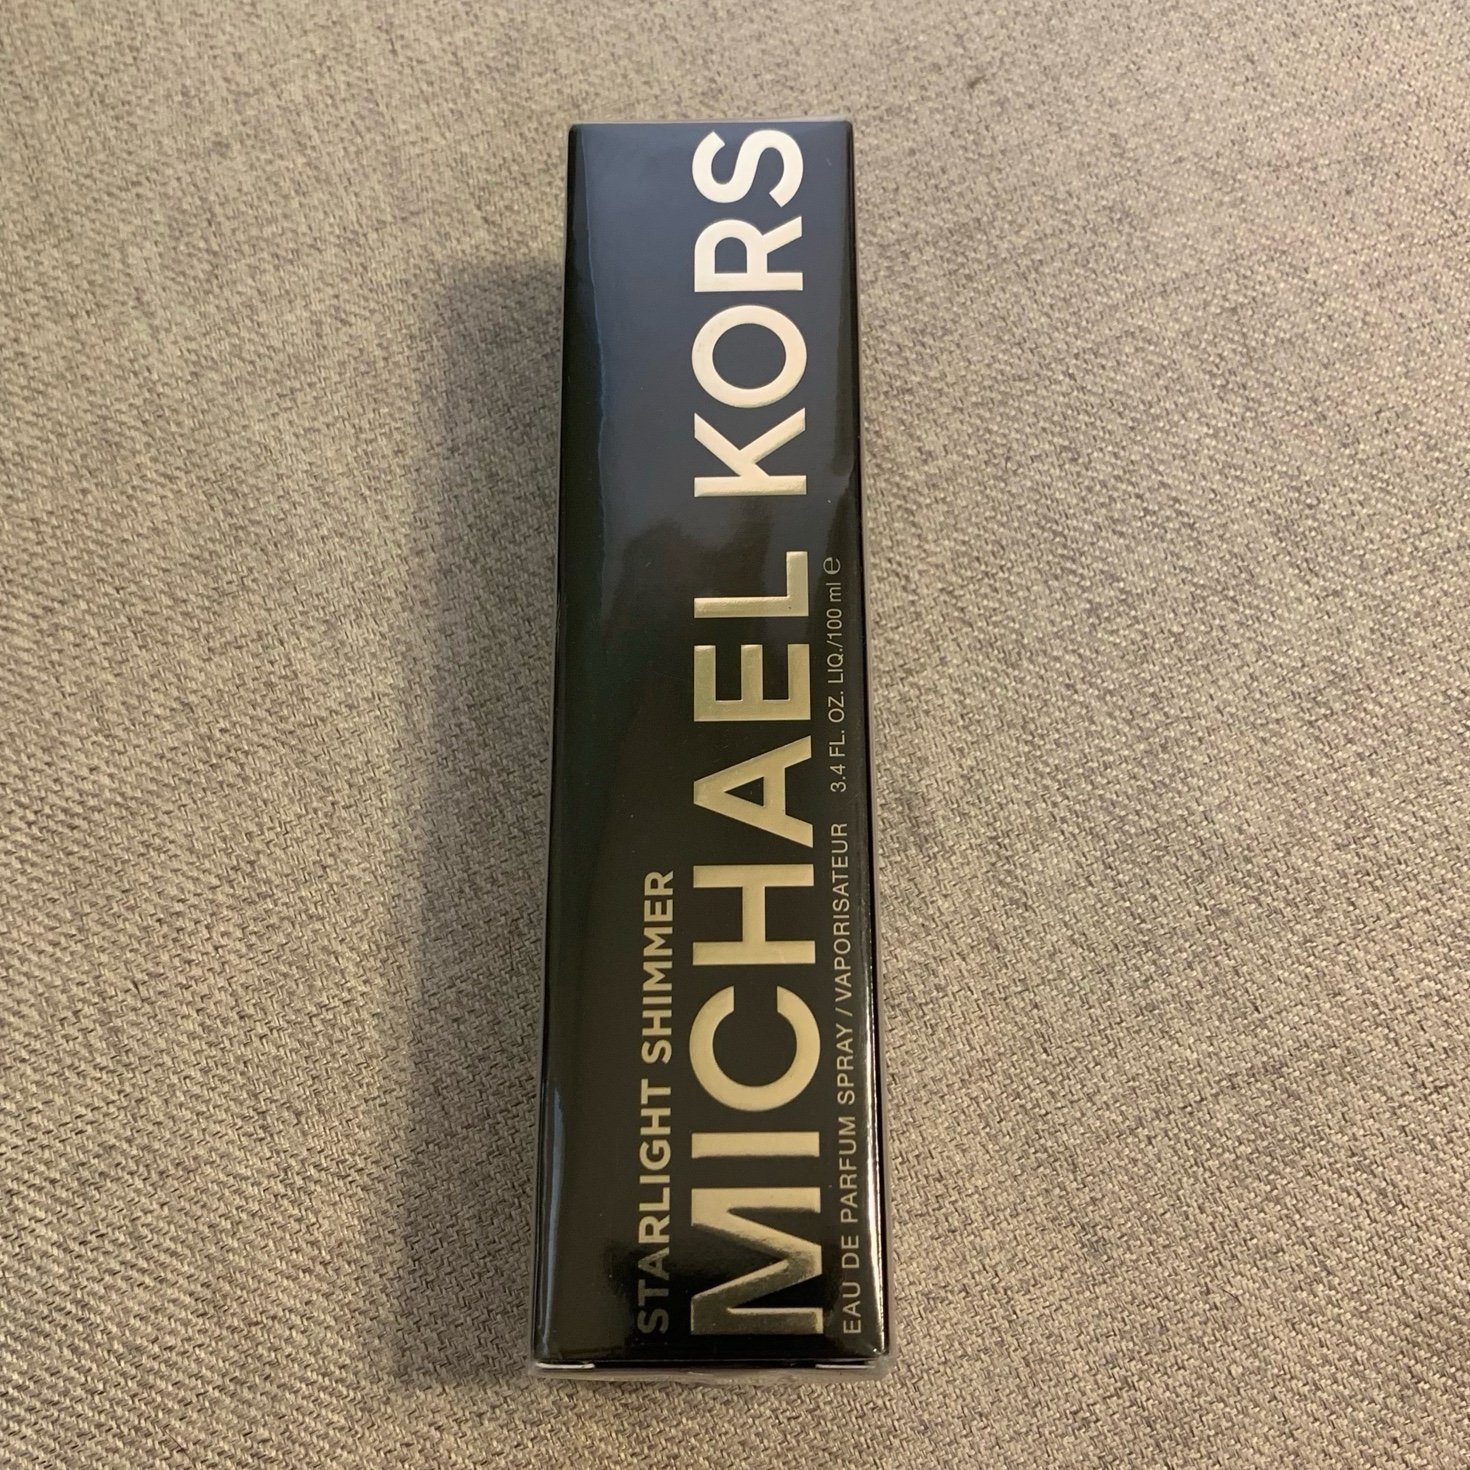 STARLIGHT SHIMMER
MICHAEL KORS
EAU DE PARFUM SPRAY / VAPORISATEUR 3.4 FL. OZ. LIQ./100 ml ℮